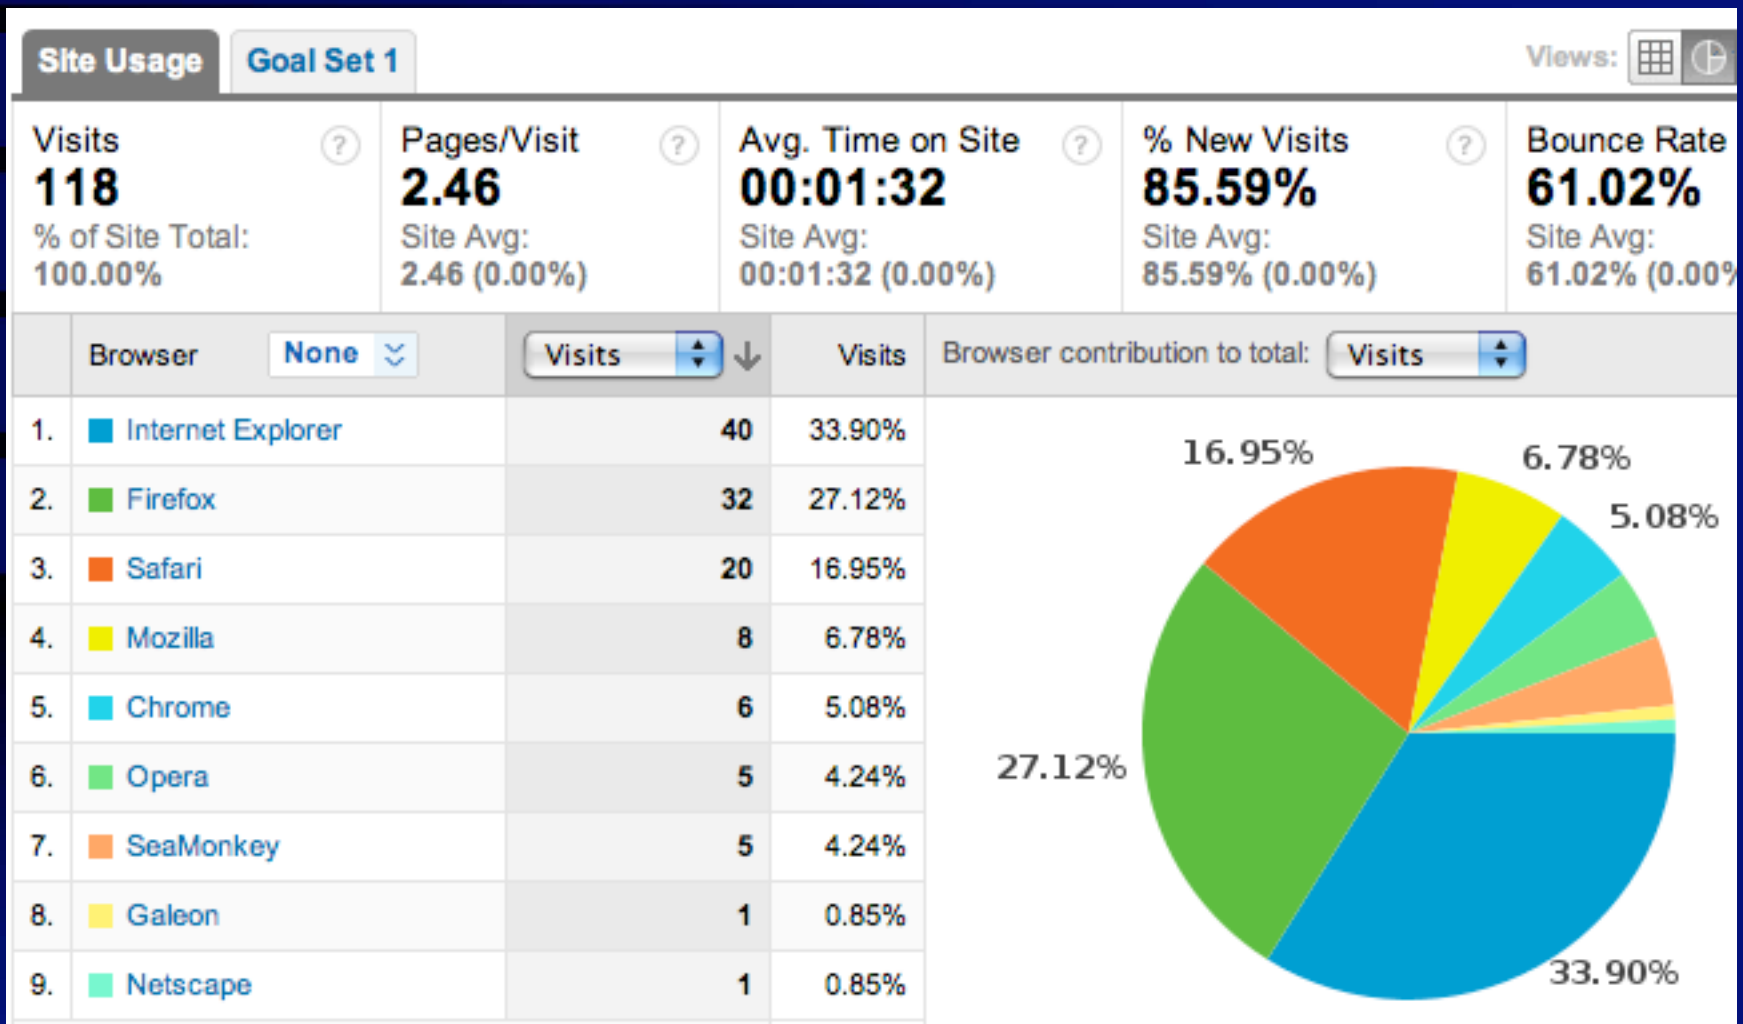 Site Usage
Goal Set 1
Views:
Visits
118
% of Site Total:
100.00%
Pages/Visit
2.46
Site Avg:
2.46 (0.00%)
Avg. Time on Site
00:01:32
Site Avg:
00:01:32 (0.00%)
% New Visits
85.59%
Site Avg:
85.59% (0.00%)
Bounce Rate
61.02%
Site Avg:
61.02% (0.00%
Browser None Visits Visits Browser contribution to total: Visits
1. Internet Explorer 40 33.90%
2. Firefox 32 27.12%
3. Safari 20 16.95%
4. Mozilla 8 6.78%
5. Chrome 6 5.08%
6. Opera 5 4.24%
7. SeaMonkey 5 4.24%
8. Galeon 1 0.85%
9. Netscape 1 0.85%
16.95%
6.78%
5.08%
27.12%
33.90%